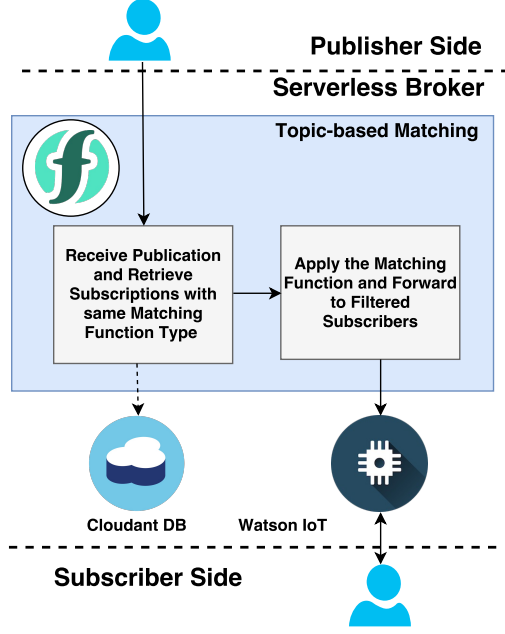 Publisher Side
Serverless Broker
Topic-based Matching
Receive Publication
and Retrieve
Subscriptions with
same Matching
Function Type
Apply the Matching
Function and Forward
to Filtered
Subscribers
Cloudant DB
Watson IoT
Subscriber Side